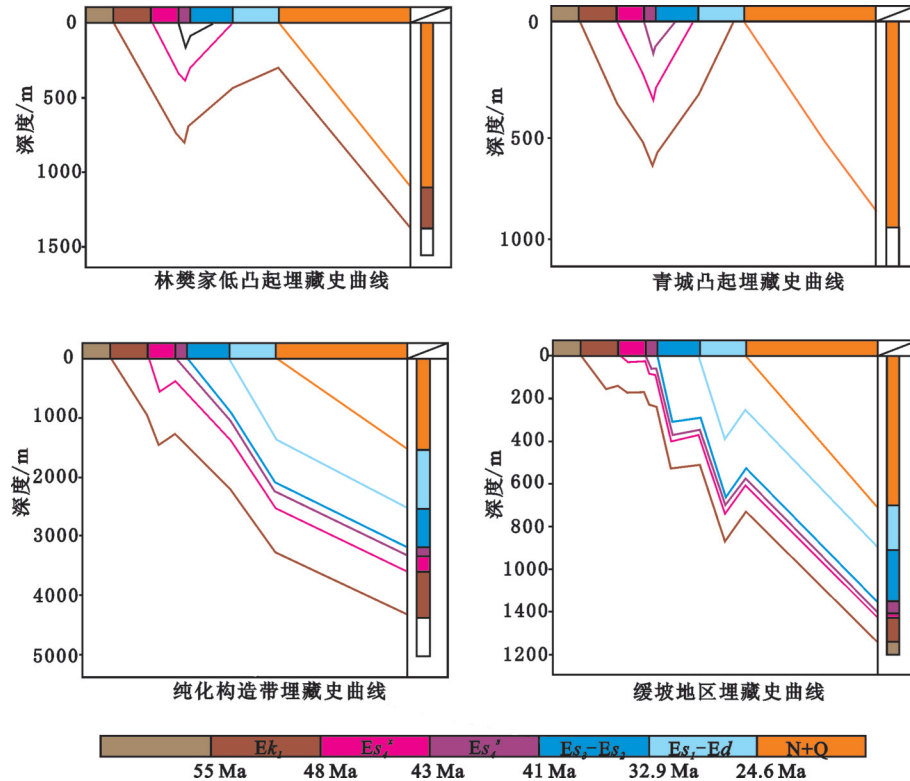 0
500
1000
1500
深度/m
林樊家低凸起埋藏史曲线
0
500
1000
深度/m
青城凸起埋藏史曲线
0
1000
2000
3000
4000
5000
深度/m
纯化构造带埋藏史曲线
0
200
400
600
800
1000
1400
1200
深度/m
缓坡地区埋藏史曲线
Ek₁ Es₄ˣ Es₄ˢ Es₃-Es₂ Es₁-Ed N+Q
55 Ma 48 Ma 43 Ma 41 Ma 32.9 Ma 24.6 Ma